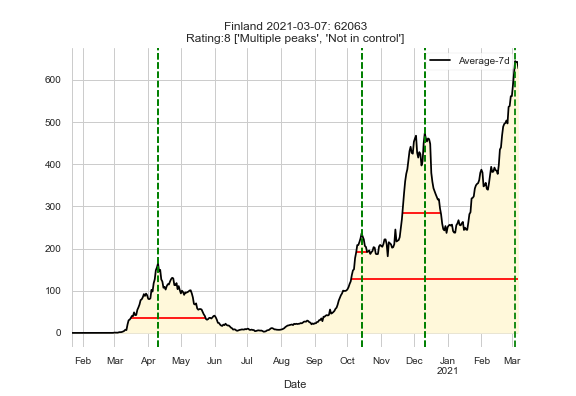 Finland 2021-03-07: 62063
Rating:8 ['Multiple peaks', 'Not in control']
Average-7d
600
500
400
300
200
100
0
Feb Mar Apr May Jun Jul Aug Sep Oct Nov Dec Jan Feb Mar
2021
Date